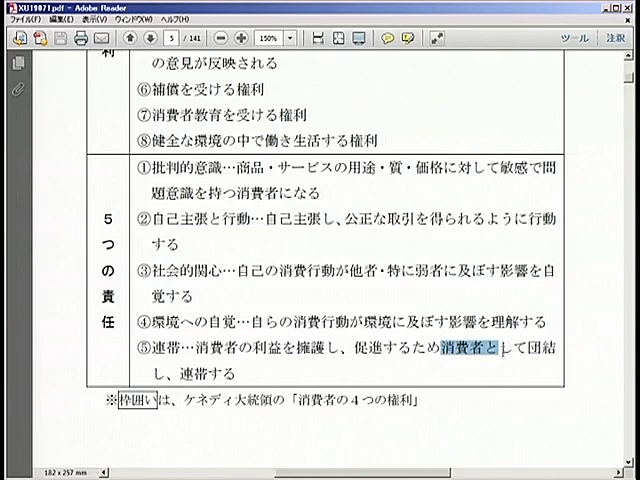 XU19071.pdf - Adobe Reader
ファイル(F) 編集(E) 表示(V) ウィンドウ(W) ヘルプ(H)
5 / 141 150% ツール 注釈
利
の意見が反映される
⑥補償を受ける権利
⑦消費者教育を受ける権利
⑧健全な環境の中で働き生活する権利
5つの責任
①批判的意識…商品・サービスの用途・質・価格に対して敏感で問
題意識を持つ消費者になる
②自己主張と行動…自己主張し、公正な取引を得られるように行動
する
③社会的関心…自己の消費行動が他者・特に弱者に及ぼす影響を自
覚する
④環境への自覚…自らの消費行動が環境に及ぼす影響を理解する
⑤連帯…消費者の利益を擁護し、促進するため消費者として団結
し、連帯する
※枠囲いは、ケネディ大統領の「消費者の4つの権利」
182 x 257 mm